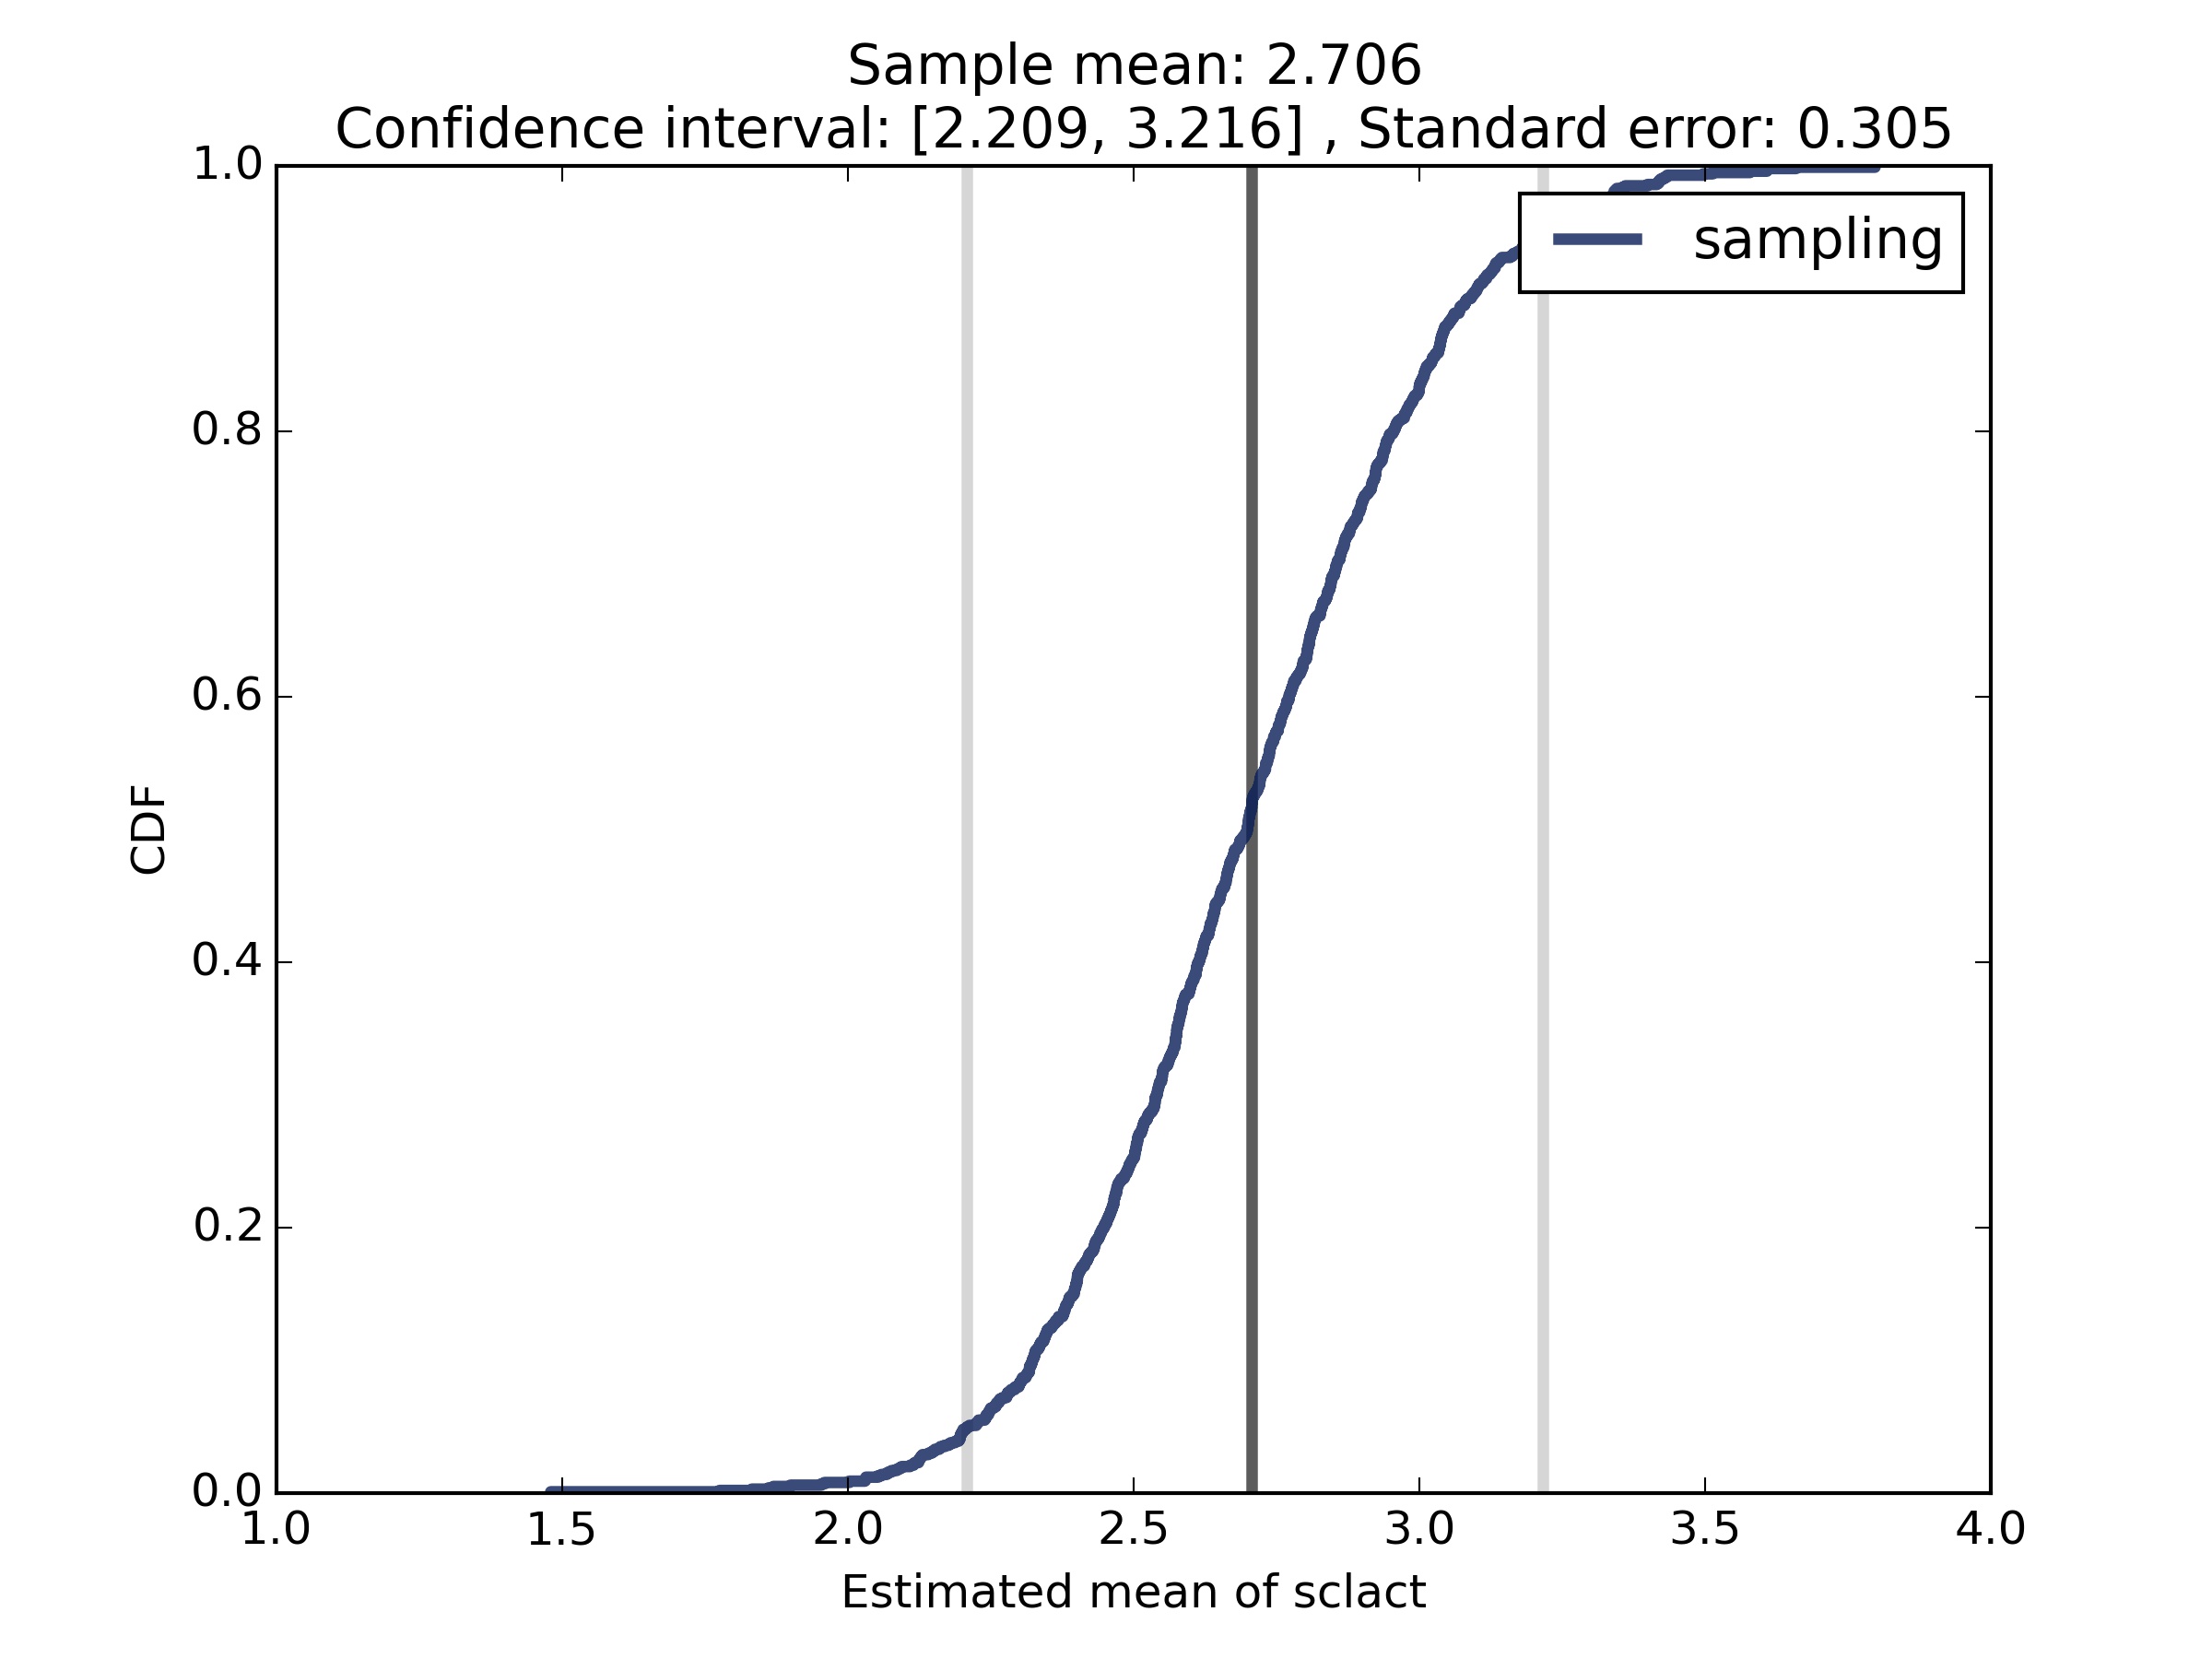 Sample mean: 2.706
Confidence interval: [2.209, 3.216] , Standard error: 0.305
1.0
sampling
0.8
0.6
CDF
0.4
0.2
0.0
1.0 1.5 2.0 2.5 3.0 3.5 4.0
Estimated mean of sclact